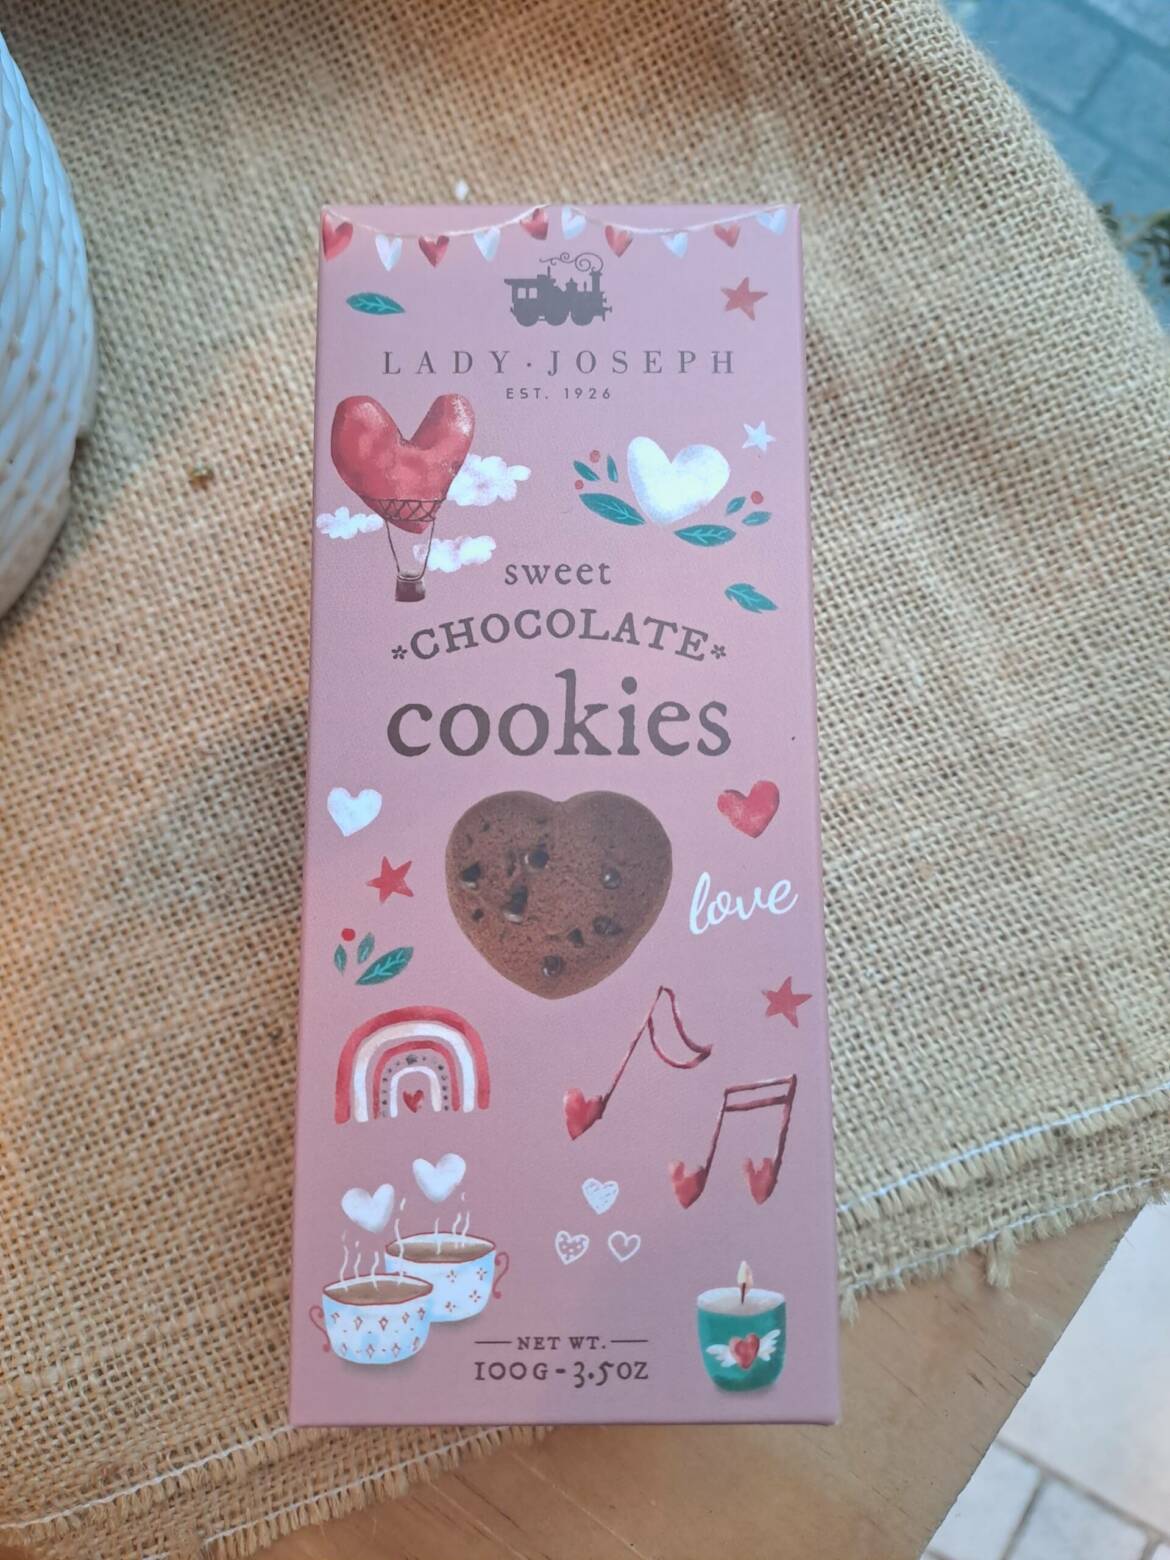 LADY·JOSEPH
EST. 1926
sweet
*CHOCOLATE*
cookies
love
NET WT.
100G-3.5OZ